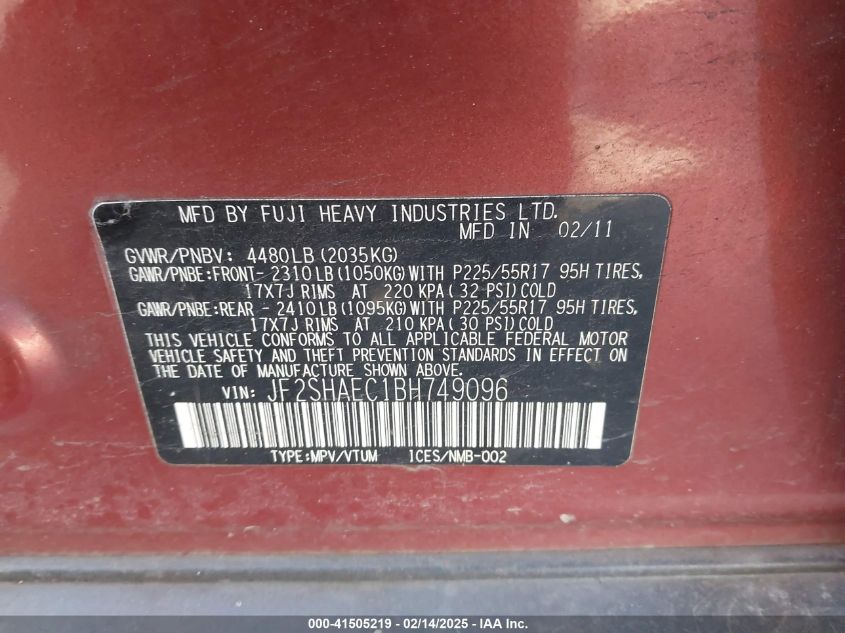 MFD BY FUJI HEAVY INDUSTRIES LTD.
MFD IN 02/11
GVWR/PNBV: 4480LB (2035KG)
GAWR/PNBE:FRONT- 2310LB (1050KG) WITH P225/55R17 95H TIRES,
17X7J RIMS AT 220 KPA ( 32 PSI) COLD
GAWR/PNBE:REAR - 2410LB (1095KG) WITH P225/55R17 95H TIRES,
17X7J RIMS AT 210 KPA ( 30 PSI) COLD
THIS VEHICLE CONFORMS TO ALL APPLICABLE FEDERAL MOTOR
VEHICLE SAFETY AND THEFT PREVENTION STANDARDS IN EFFECT ON
THE DATE OF MANUFACTURE SHOWN ABOVE.
VIN: JF2SHAEC1BH749096
TYPE:MPV/VTUM ICES/NMB-002
000-41505219 - 02/14/2025 - © IAA Inc.